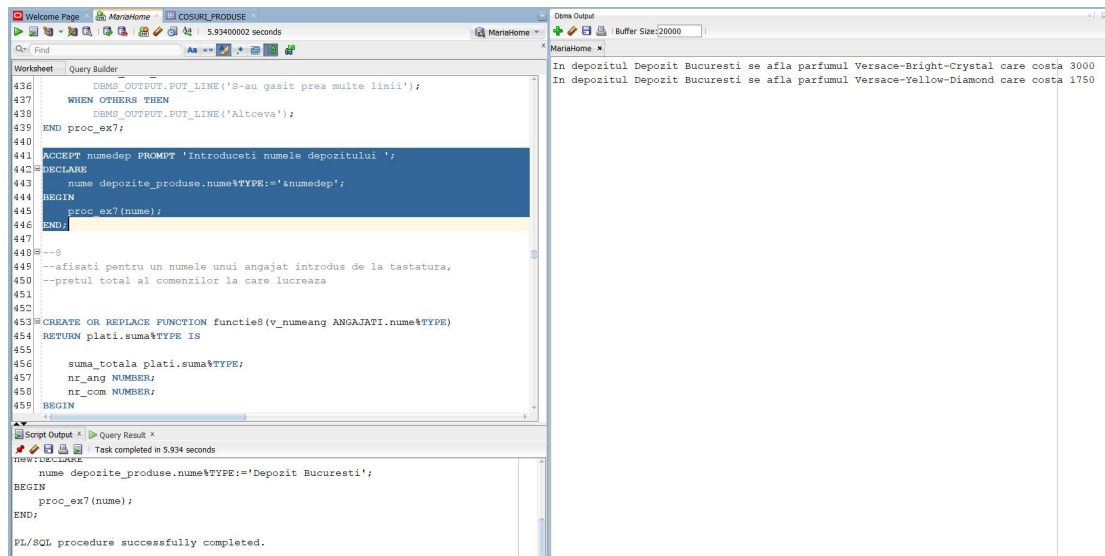 Welcome Page
MariaHome
COSURI_PRODUSE
5.93400002 seconds
MariaHome
Find
Aa
Worksheet
Query Builder
436 DBMS_OUTPUT.PUT_LINE('S-au gasit prea multe linii');
437 WHEN OTHERS THEN
438 DBMS_OUTPUT.PUT_LINE('Altceva');
439 END proc_ex7;
440
441 ACCEPT numedep PROMPT 'Introduceti numele depozitului ';
442 DECLARE
443 nume depozite_produse.nume%TYPE:='&numedep';
444 BEGIN
445 proc_ex7(nume);
446 END;
447
448 --8
449 --afisati pentru un numele unui angajat introdus de la tastatura,
450 --pretul total al comenzilor la care lucreaza
451
452
453 CREATE OR REPLACE FUNCTION functie8(v_numeang ANGAJATI.nume%TYPE)
454 RETURN plati.suma%TYPE IS
455
456 suma_totala plati.suma%TYPE;
457 nr_ang NUMBER;
458 nr_com NUMBER;
459 BEGIN
Script Output
Query Result
Task completed in 5.934 seconds
new:DECLARE
nume depozite_produse.nume%TYPE:='Depozit Bucuresti';
BEGIN
proc_ex7(nume);
END;
PL/SQL procedure successfully completed.
Dbms Output
Buffer Size: 20000
MariaHome
In depozitul Depozit Bucuresti se afla parfumul Versace-Bright-Crystal care costa 3000
In depozitul Depozit Bucuresti se afla parfumul Versace-Yellow-Diamond care costa 1750